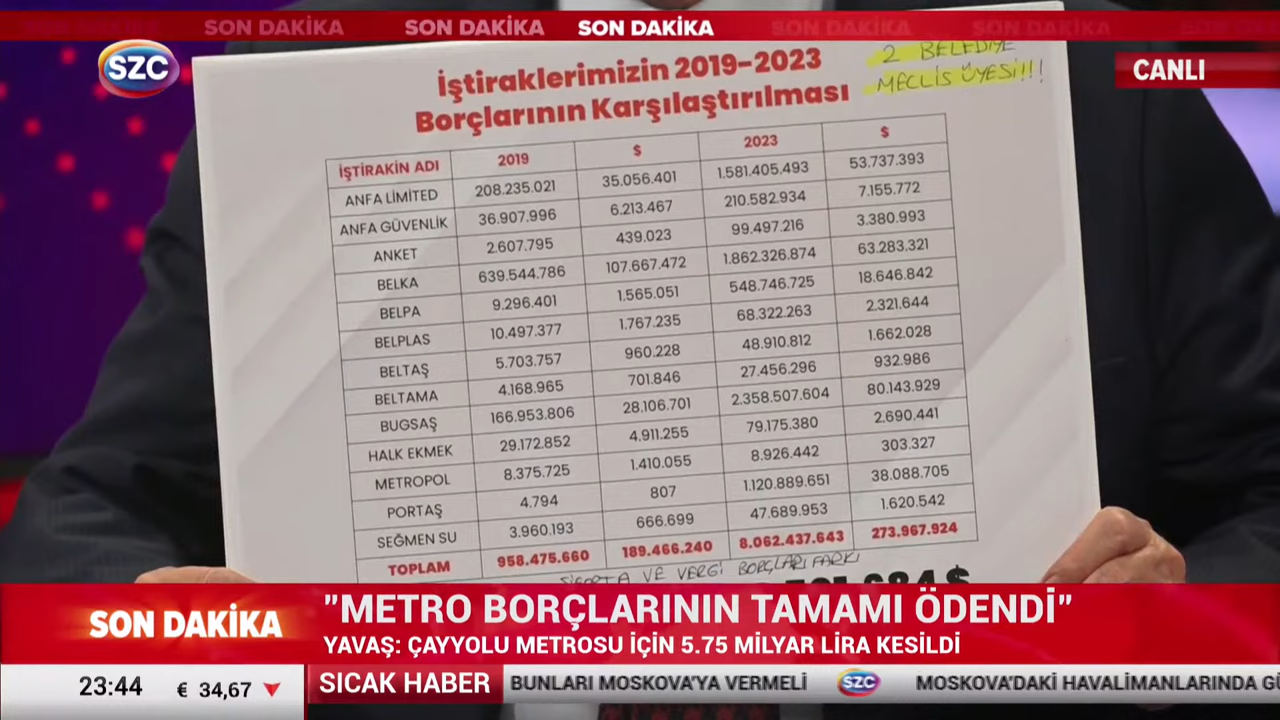 SON DAKİKA SON DAKİKA SON DAKİKA SON DAKİKA SON DAKİKA
SZC
CANLI
İştiraklerimizin 2019-2023
Borçlarının Karşılaştırılması
2 BELEDİYE
MECLİS ÜYESİ!!!
İŞTİRAKİN ADI 2019 $ 2023 $
ANFA LİMİTED 208.235.021 35.056.401 1.581.405.493 53.737.393
ANFA GÜVENLİK 36.907.996 6.213.467 210.582.934 7.155.772
ANKET 2.607.795 439.023 99.497.216 3.380.993
BELKA 639.544.786 107.667.472 1.862.326.874 63.283.321
BELPA 9.296.401 1.565.051 548.746.725 18.646.842
BELPLAS 10.497.377 1.767.235 68.322.263 2.321.644
BELTAŞ 5.703.757 960.228 48.910.812 1.662.028
BELTAMA 4.168.965 701.846 27.456.296 932.986
BUGSAŞ 166.953.806 28.106.701 2.358.507.604 80.143.929
HALK EKMEK 29.172.852 4.911.255 79.175.380 2.690.441
METROPOL 8.375.725 1.410.055 8.926.442 303.327
PORTAŞ 4.794 807 1.120.889.651 38.088.705
SEĞMEN SU 3.960.193 666.699 47.689.953 1.620.542
TOPLAM 958.475.660 189.466.240 8.062.437.643 273.967.924
SİGORTA VE VERGİ BORÇLARI FARKI
SON DAKİKA
"METRO BORÇLARININ TAMAMI ÖDENDİ"
YAVAŞ: ÇAYYOLU METROSU İÇİN 5.75 MİLYAR LİRA KESİLDİ
23:44 € 34,67 SICAK HABER BUNLARI MOSKOVA'YA VERMELİ SZC MOSKOVA'DAKİ HAVALİMANLARINDA